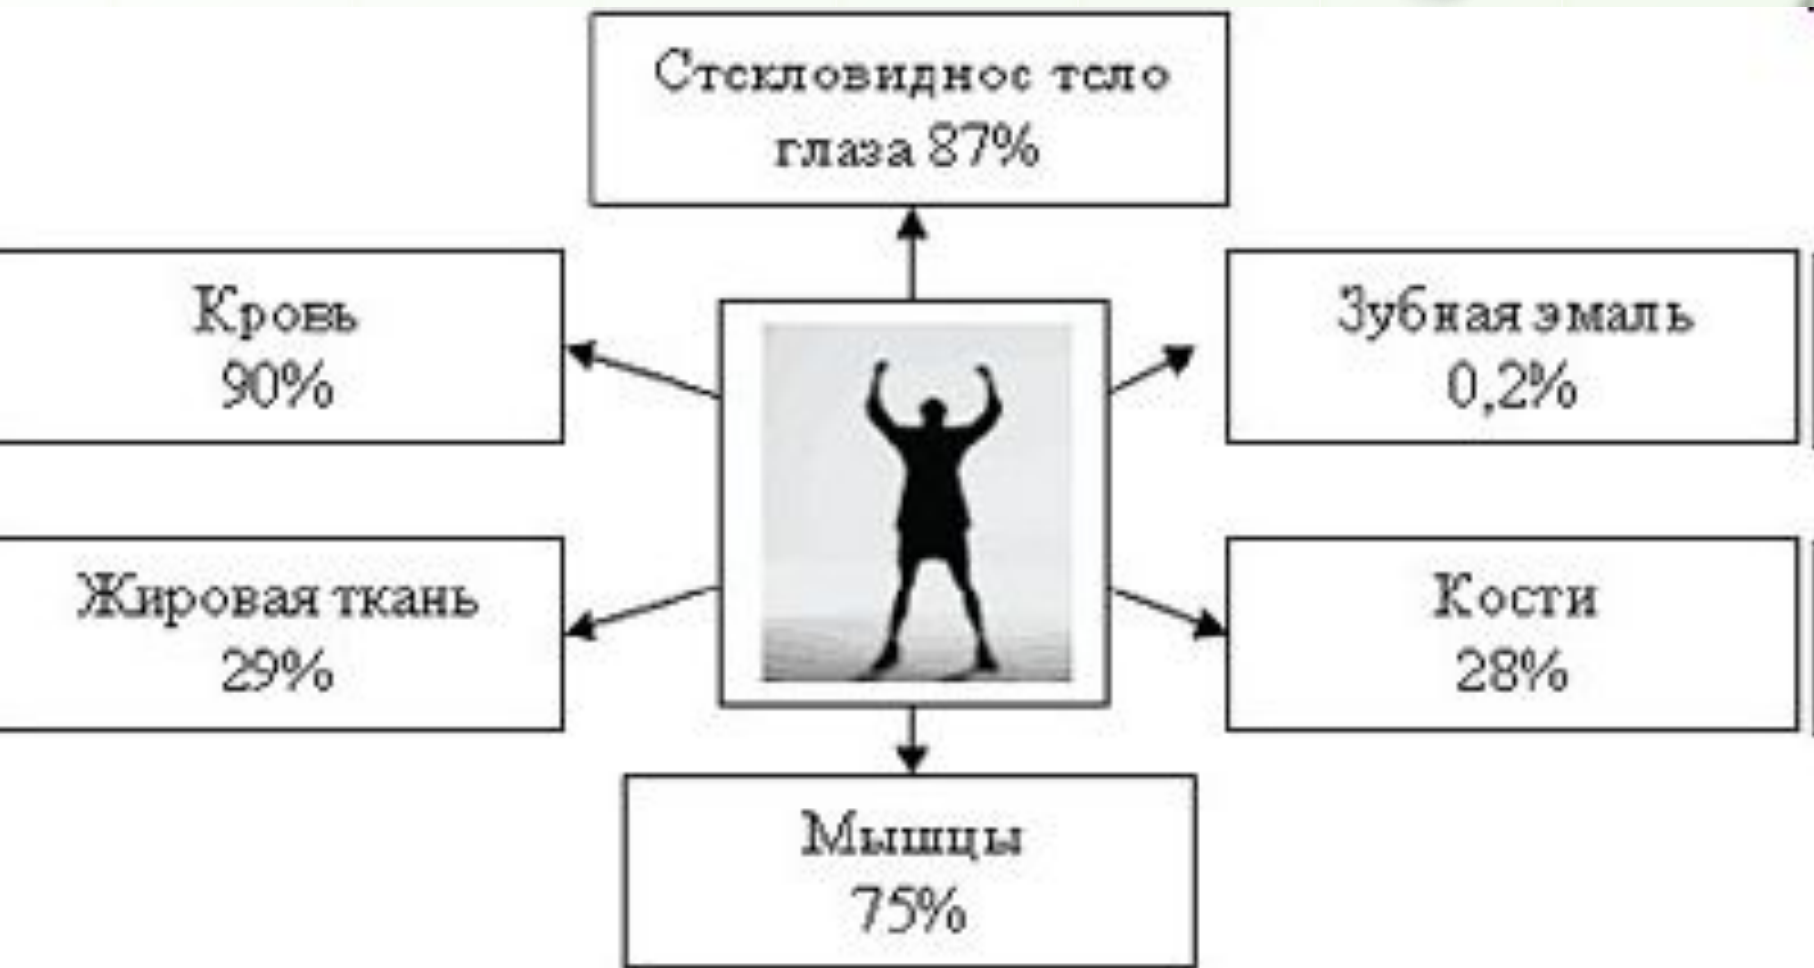 Стекловидное тело
глаза 87%
Кровь
90%
Зубная эмаль
0,2%
Жировая ткань
29%
Кости
28%
Мышцы
75%